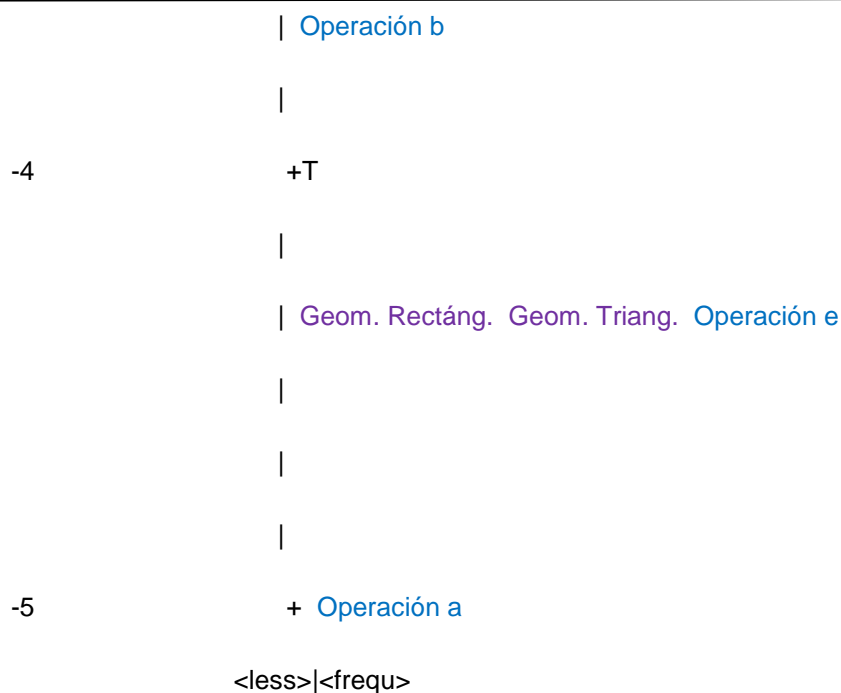 | Operación b
|
-4 +T
|
| Geom. Rectáng. Geom. Triang. Operación e
|
|
|
-5 + Operación a
<less>|<frequ>